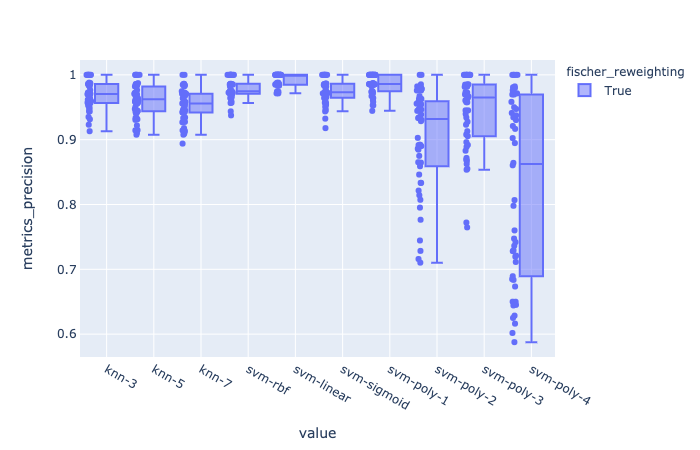 fischer_reweighting
True
metrics_precision
1
0.9
0.8
0.7
0.6
knn-3
knn-5
knn-7
svm-rbf
svm-linear
svm-sigmoid
svm-poly-1
svm-poly-2
svm-poly-3
svm-poly-4
value